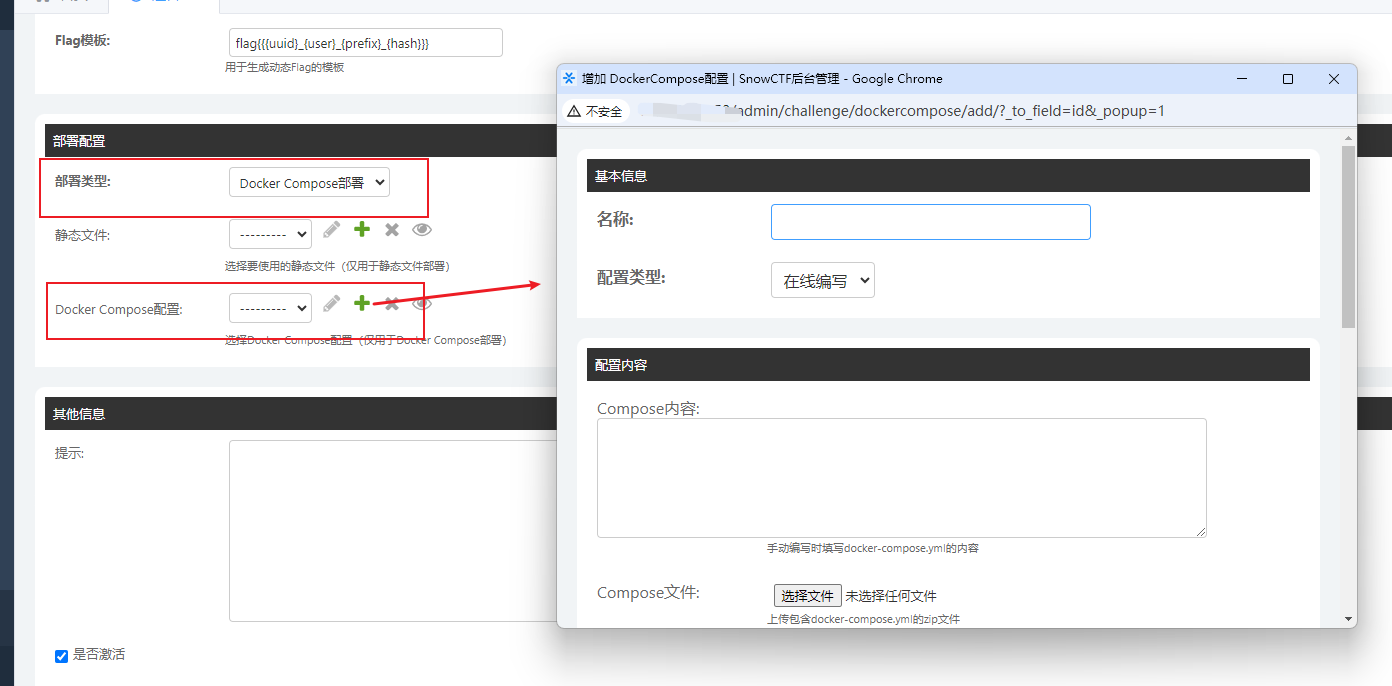 Flag模板:
flag{{{uuid}_{user}_{prefix}_{hash}}}
用于生成动态Flag的模板
部署配置
部署类型:
Docker Compose部署
静态文件:
---------
选择要使用的静态文件（仅用于静态文件部署）
Docker Compose配置:
---------
选择Docker Compose配置（仅用于Docker Compose部署）
其他信息
提示:
是否激活
增加 DockerCompose配置 | SnowCTF后台管理 - Google Chrome
不安全
/admin/challenge/dockercompose/add/?_to_field=id&_popup=1
基本信息
名称:
配置类型:
在线编写
配置内容
Compose内容:
手动编写时填写docker-compose.yml的内容
Compose文件:
选择文件 未选择任何文件
上传包含docker-compose.yml的zip文件